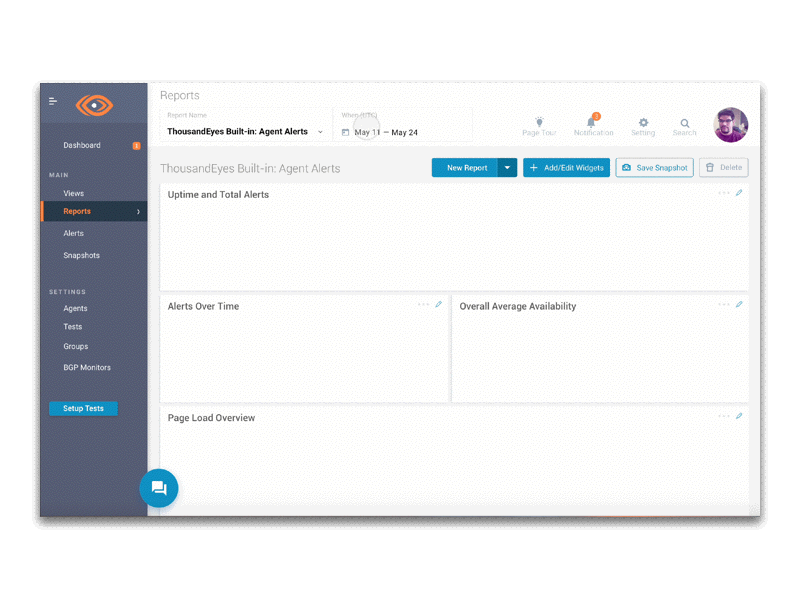 Reports
Report Name
When (UTC)
ThousandEyes Built-in: Agent Alerts
May 11 — May 24
Page Tour
Notification
Setting
Search
Dashboard
MAIN
Views
Reports
Alerts
Snapshots
SETTINGS
Agents
Tests
Groups
BGP Monitors
Setup Tests
ThousandEyes Built-in: Agent Alerts
New Report
+ Add/Edit Widgets
Save Snapshot
Delete
Uptime and Total Alerts
Alerts Over Time
Overall Average Availability
Page Load Overview